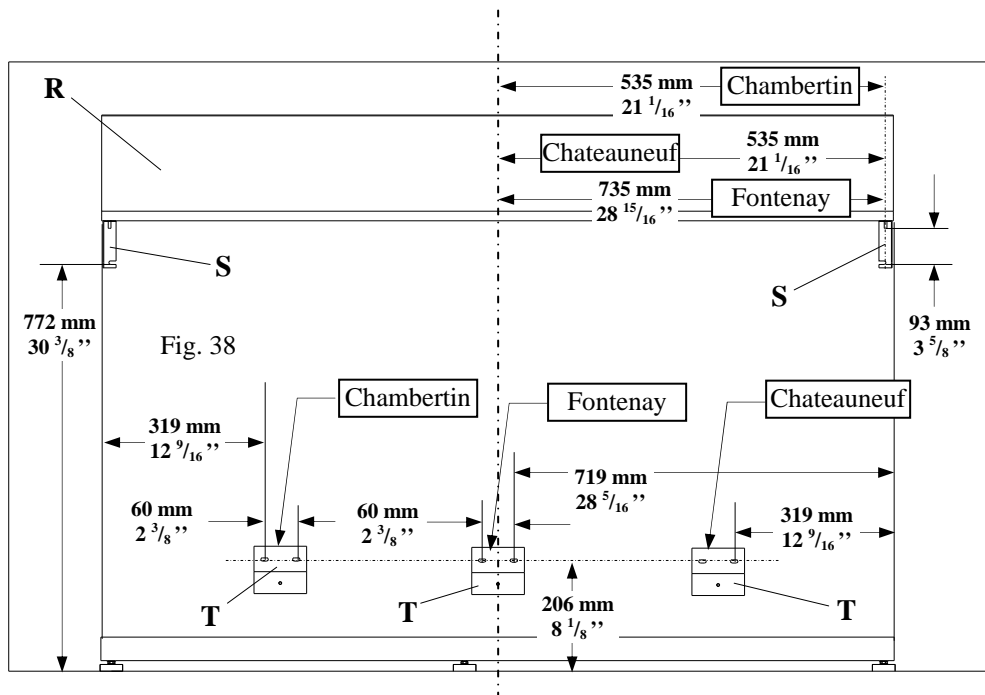 535 mm
21 1/16’’
Chambertin
R
Chateauneuf
535 mm
21 1/16’’
735 mm
28 15/16’’
Fontenay
S
S
772 mm
30 3/8’’
Fig. 38
93 mm
3 5/8’’
Chambertin
Fontenay
Chateauneuf
319 mm
12 9/16’’
719 mm
28 5/16’’
60 mm
2 3/8’’
60 mm
2 3/8’’
319 mm
12 9/16’’
T
T
T
206 mm
8 1/8’’